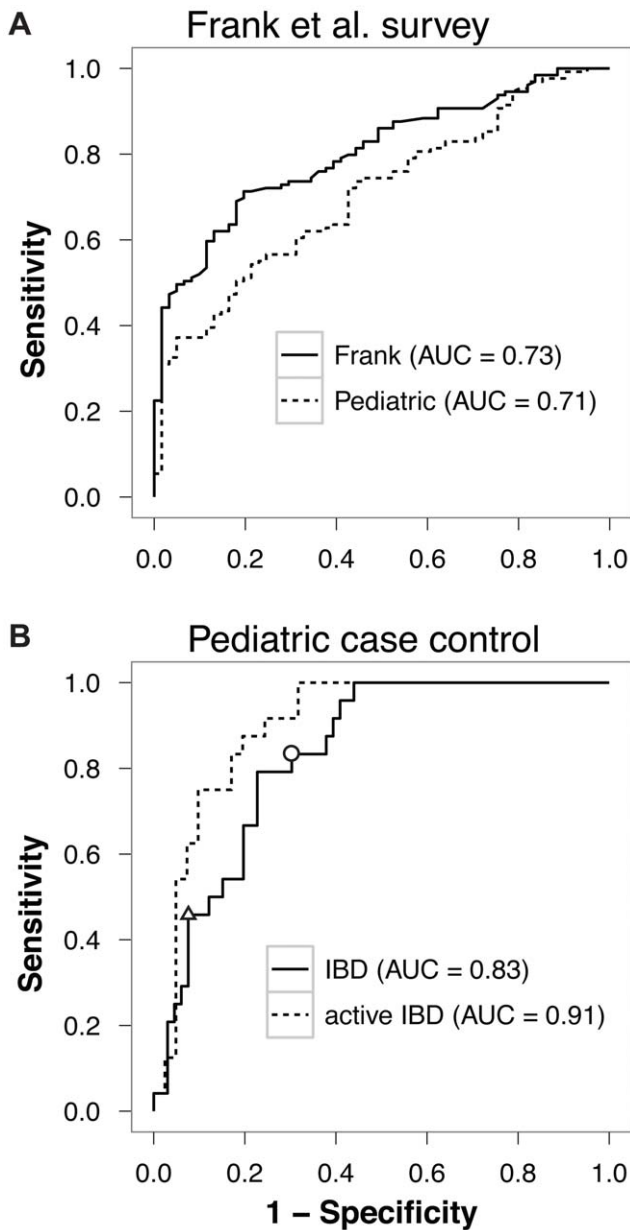 A
Frank et al. survey
Sensitivity
1.0
0.8
0.6
0.4
0.2
0.0
Frank (AUC = 0.73)
Pediatric (AUC = 0.71)
0.0 0.2 0.4 0.6 0.8 1.0
B
Pediatric case control
Sensitivity
1.0
0.8
0.6
0.4
0.2
0.0
IBD (AUC = 0.83)
active IBD (AUC = 0.91)
0.0 0.2 0.4 0.6 0.8 1.0
1 – Specificity